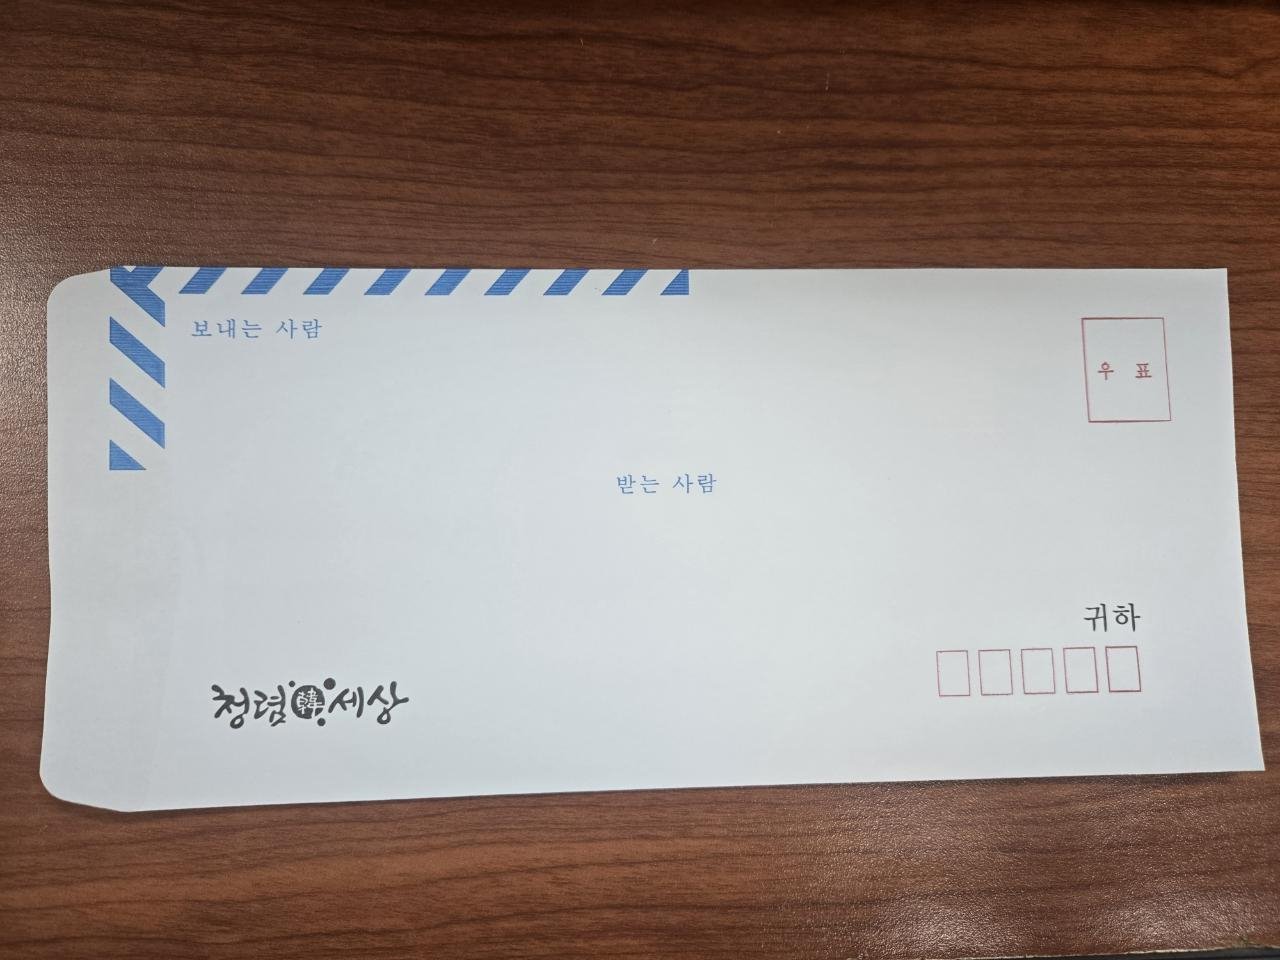 보내는 사람
우 표
받는 사람
귀하
청렴韓세상